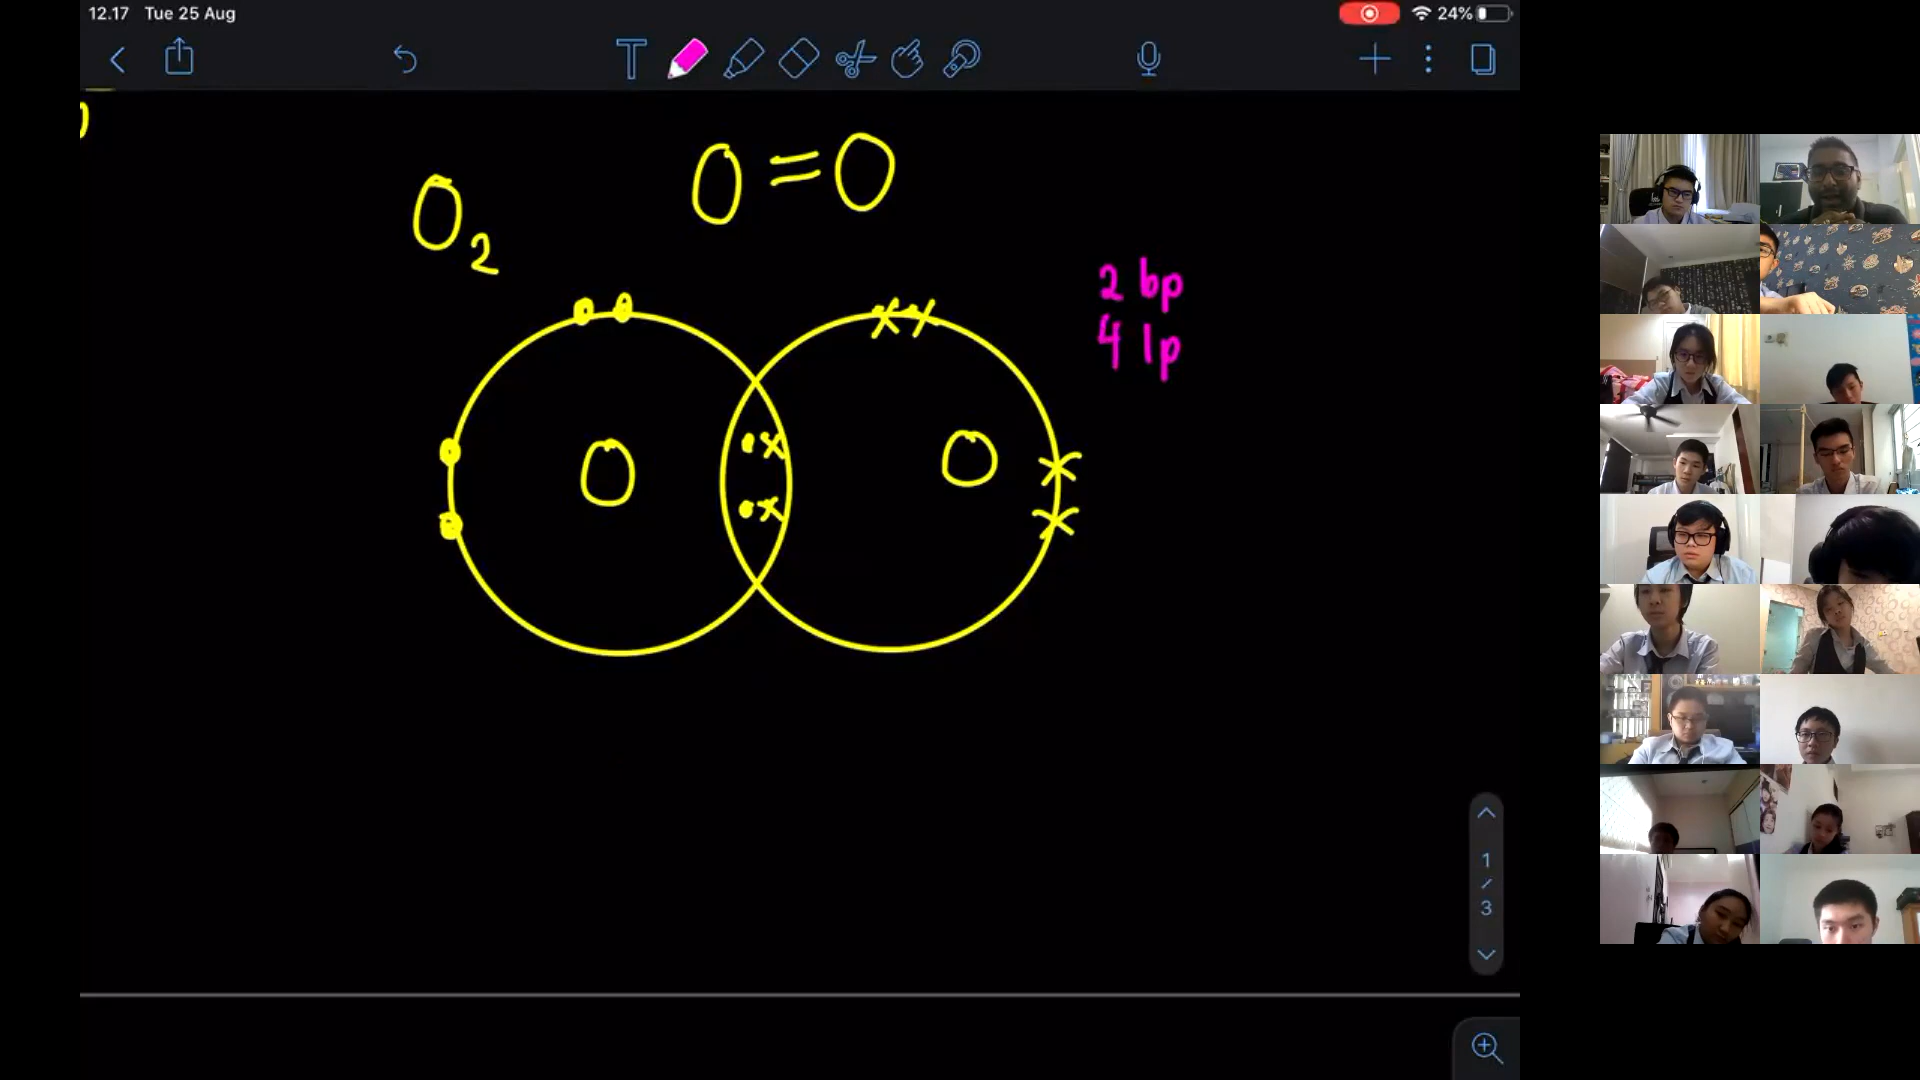 12.17 Tue 25 Aug
24%
T
O=O
O₂
2 bp
4 lp
•x
O
O
•x
1
/
3